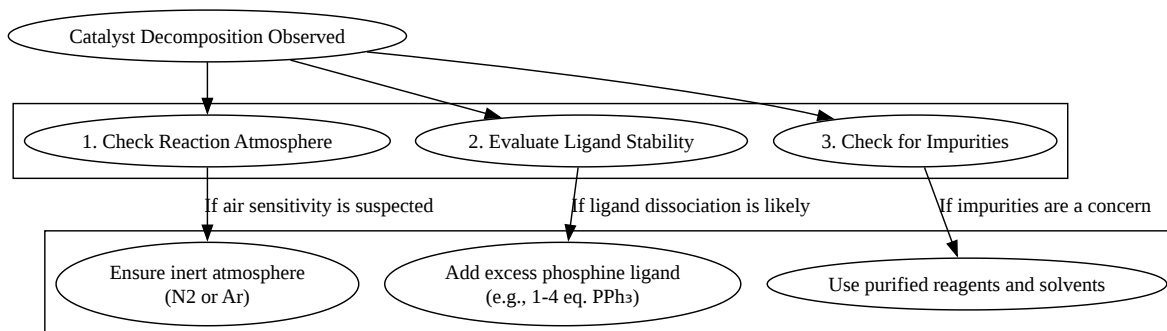 Catalyst Decomposition Observed
1. Check Reaction Atmosphere
2. Evaluate Ligand Stability
3. Check for Impurities
If air sensitivity is suspected
If ligand dissociation is likely
If impurities are a concern
Ensure inert atmosphere
(N2 or Ar)
Add excess phosphine ligand
(e.g., 1-4 eq. PPh₃)
Use purified reagents and solvents